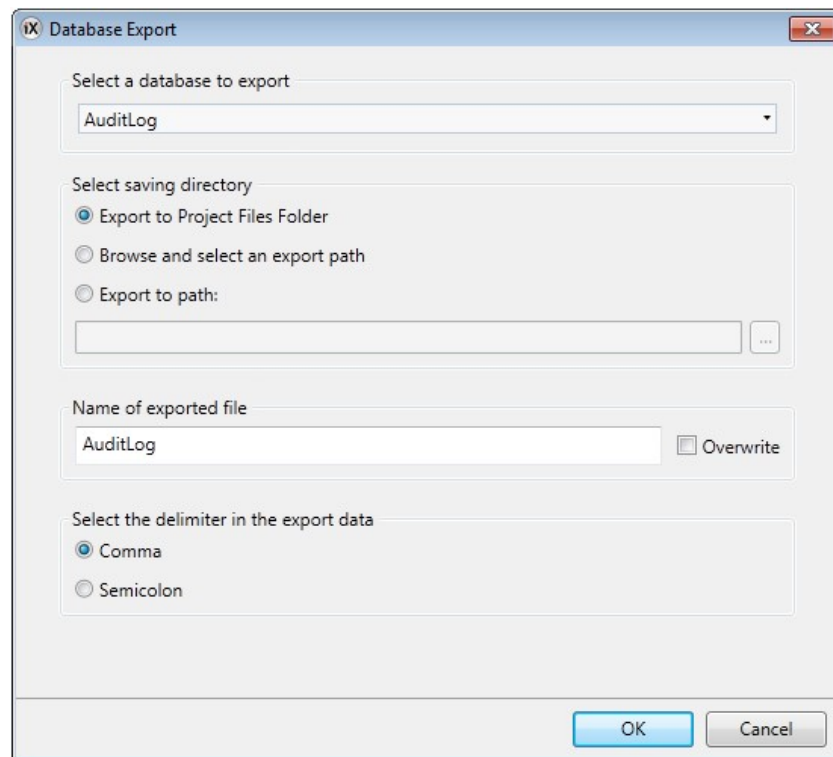 iX Database Export
Select a database to export
AuditLog
Select saving directory
Export to Project Files Folder
Browse and select an export path
Export to path:
...
Name of exported file
AuditLog
Overwrite
Select the delimiter in the export data
Comma
Semicolon
OK Cancel